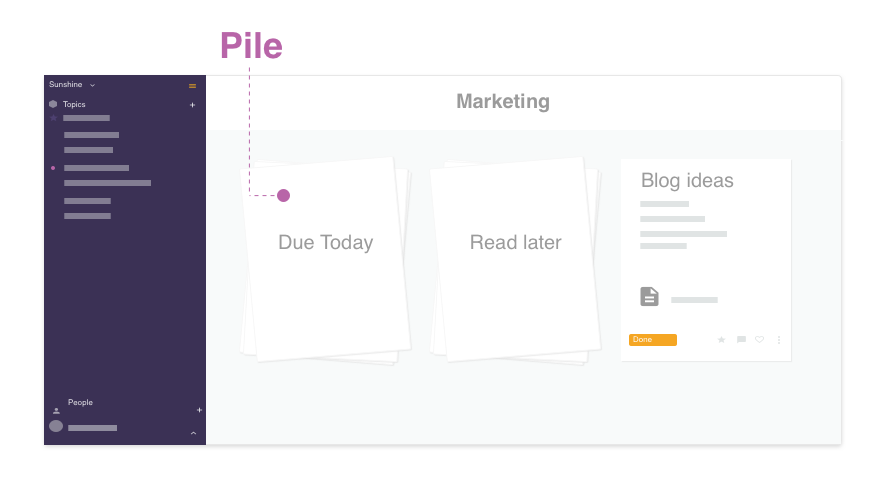 Pile
Sunshine
Topics
Marketing
Due Today
Read later
Blog ideas
Done
People